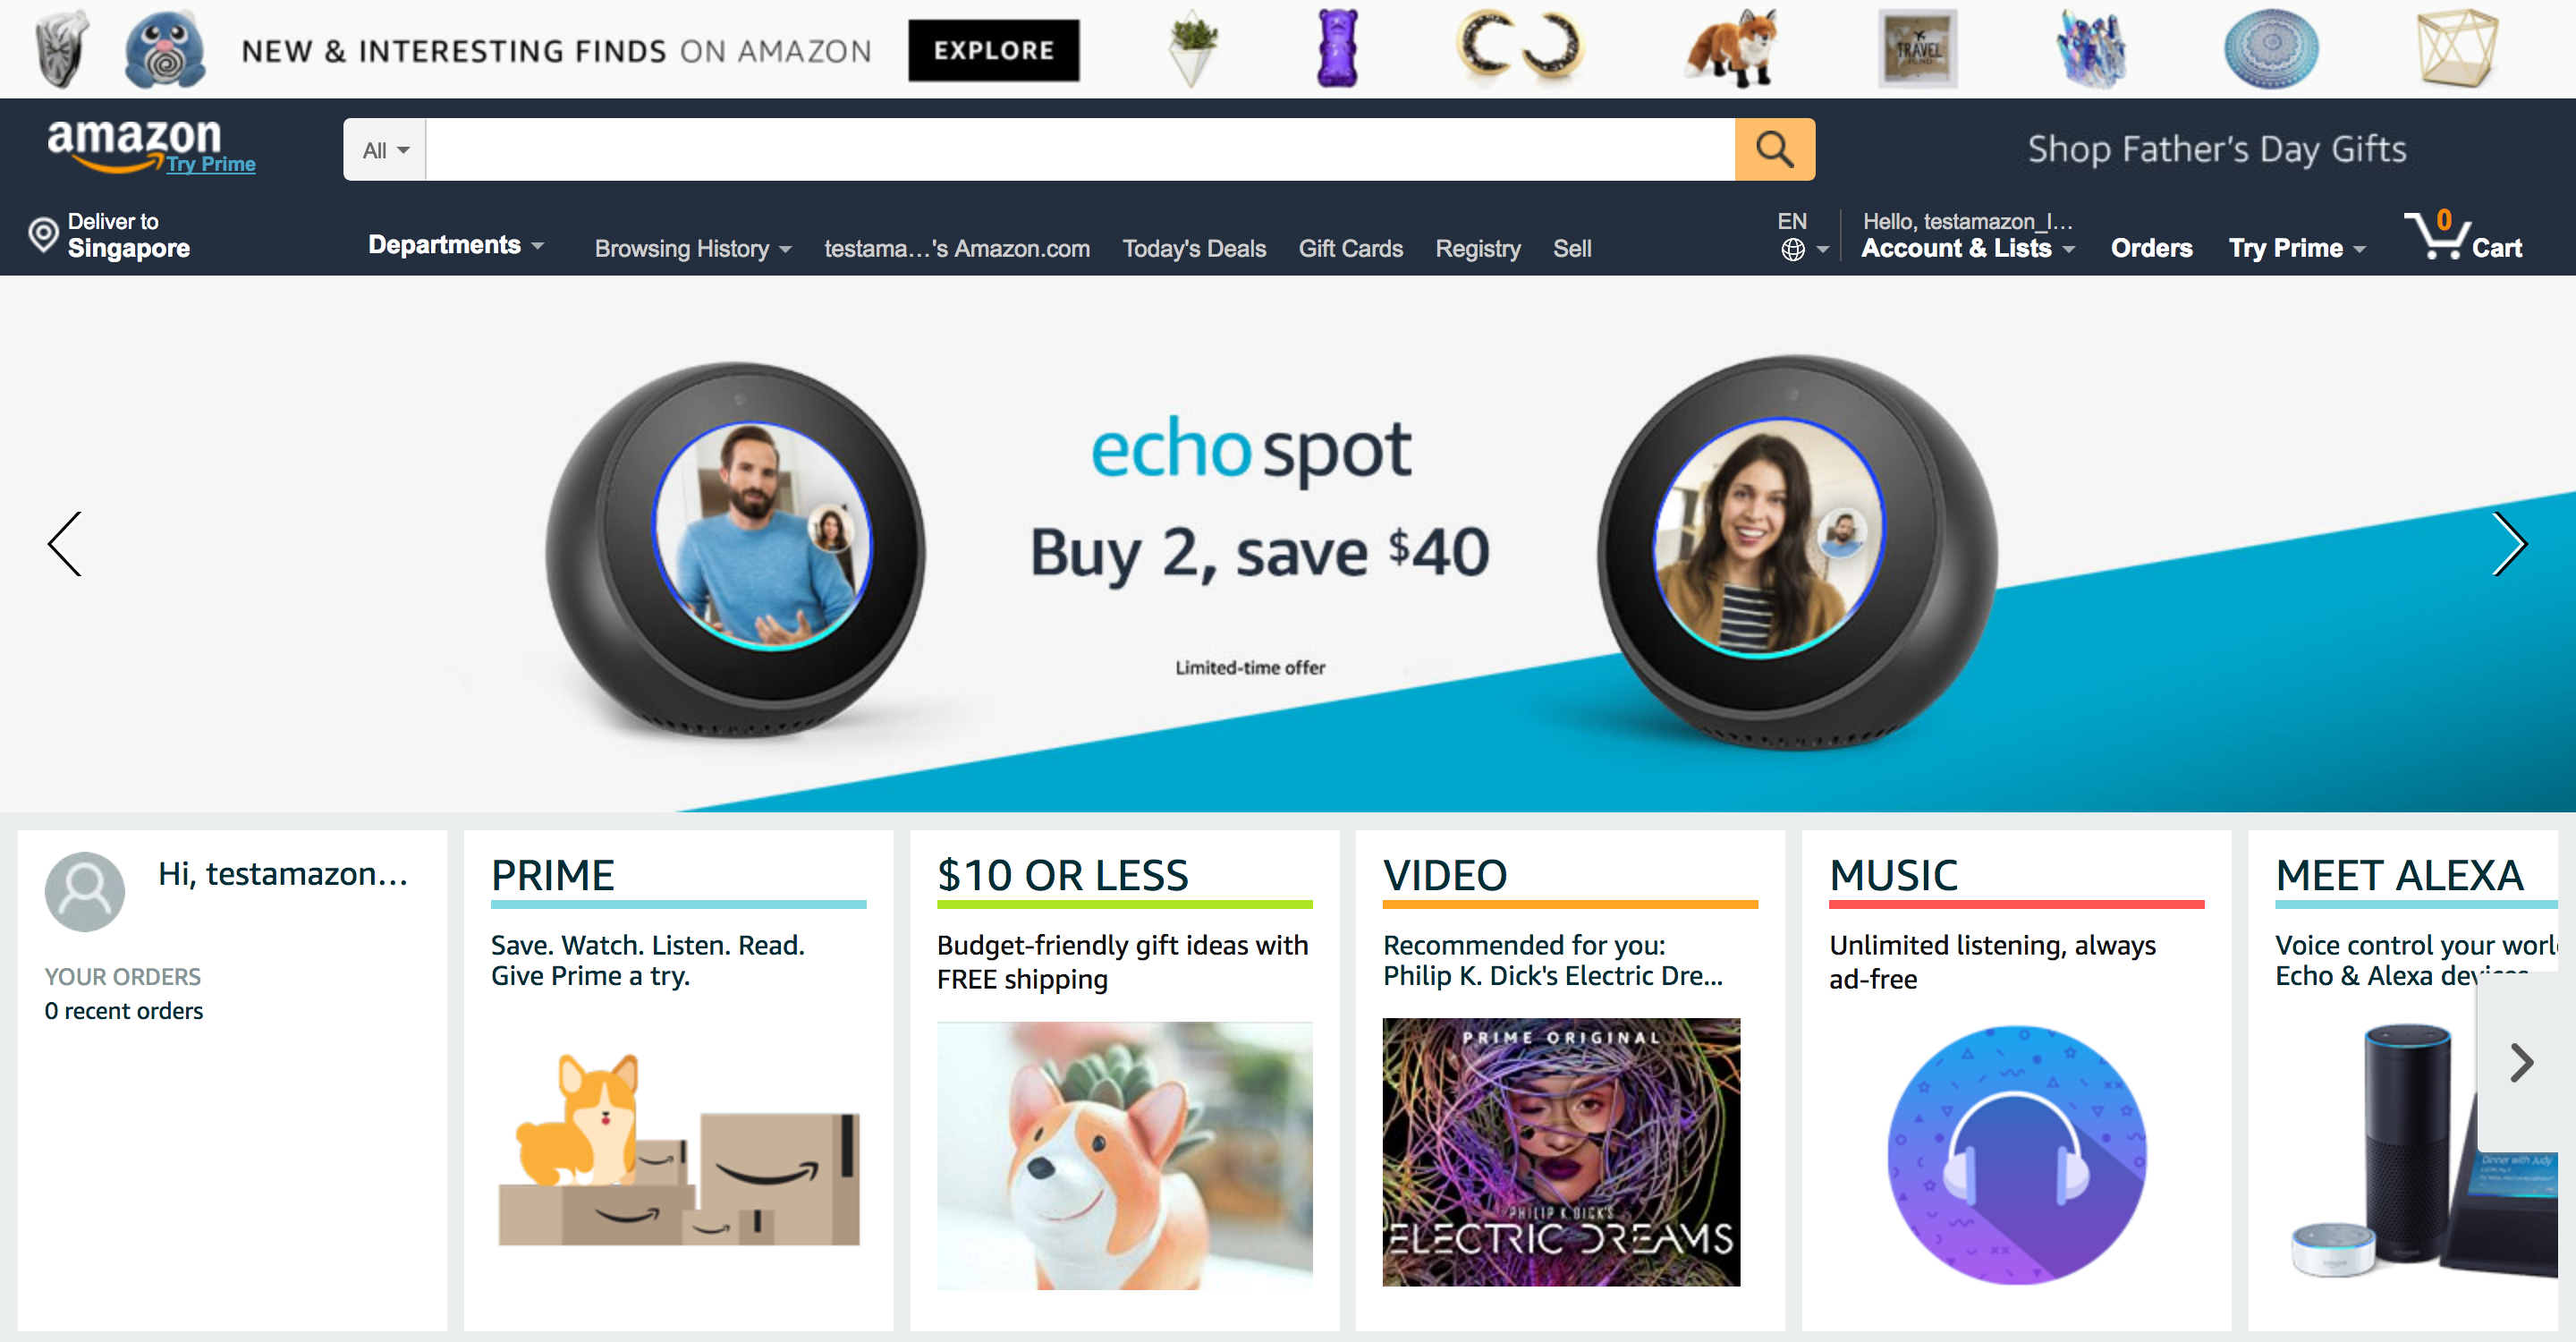 NEW & INTERESTING FINDS ON AMAZON
EXPLORE
TRAVEL
FUND
amazon
Try Prime
All
Shop Father's Day Gifts
Deliver to
Singapore
Departments
Browsing History
testama...'s Amazon.com
Today's Deals
Gift Cards
Registry
Sell
EN
Hello, testamazon_l...
Account & Lists
Orders
Try Prime
0
Cart
echo spot
Buy 2, save $40
Limited-time offer
Hi, testamazon...
YOUR ORDERS
0 recent orders
PRIME
Save. Watch. Listen. Read.
Give Prime a try.
$10 OR LESS
Budget-friendly gift ideas with
FREE shipping
VIDEO
Recommended for you:
Philip K. Dick's Electric Dre...
PRIME ORIGINAL
PHILIP K. DICK'S
ELECTRIC DREAMS
MUSIC
Unlimited listening, always
ad-free
MEET ALEXA
Voice control your worl
Echo & Alexa devices
Dinner with Judy